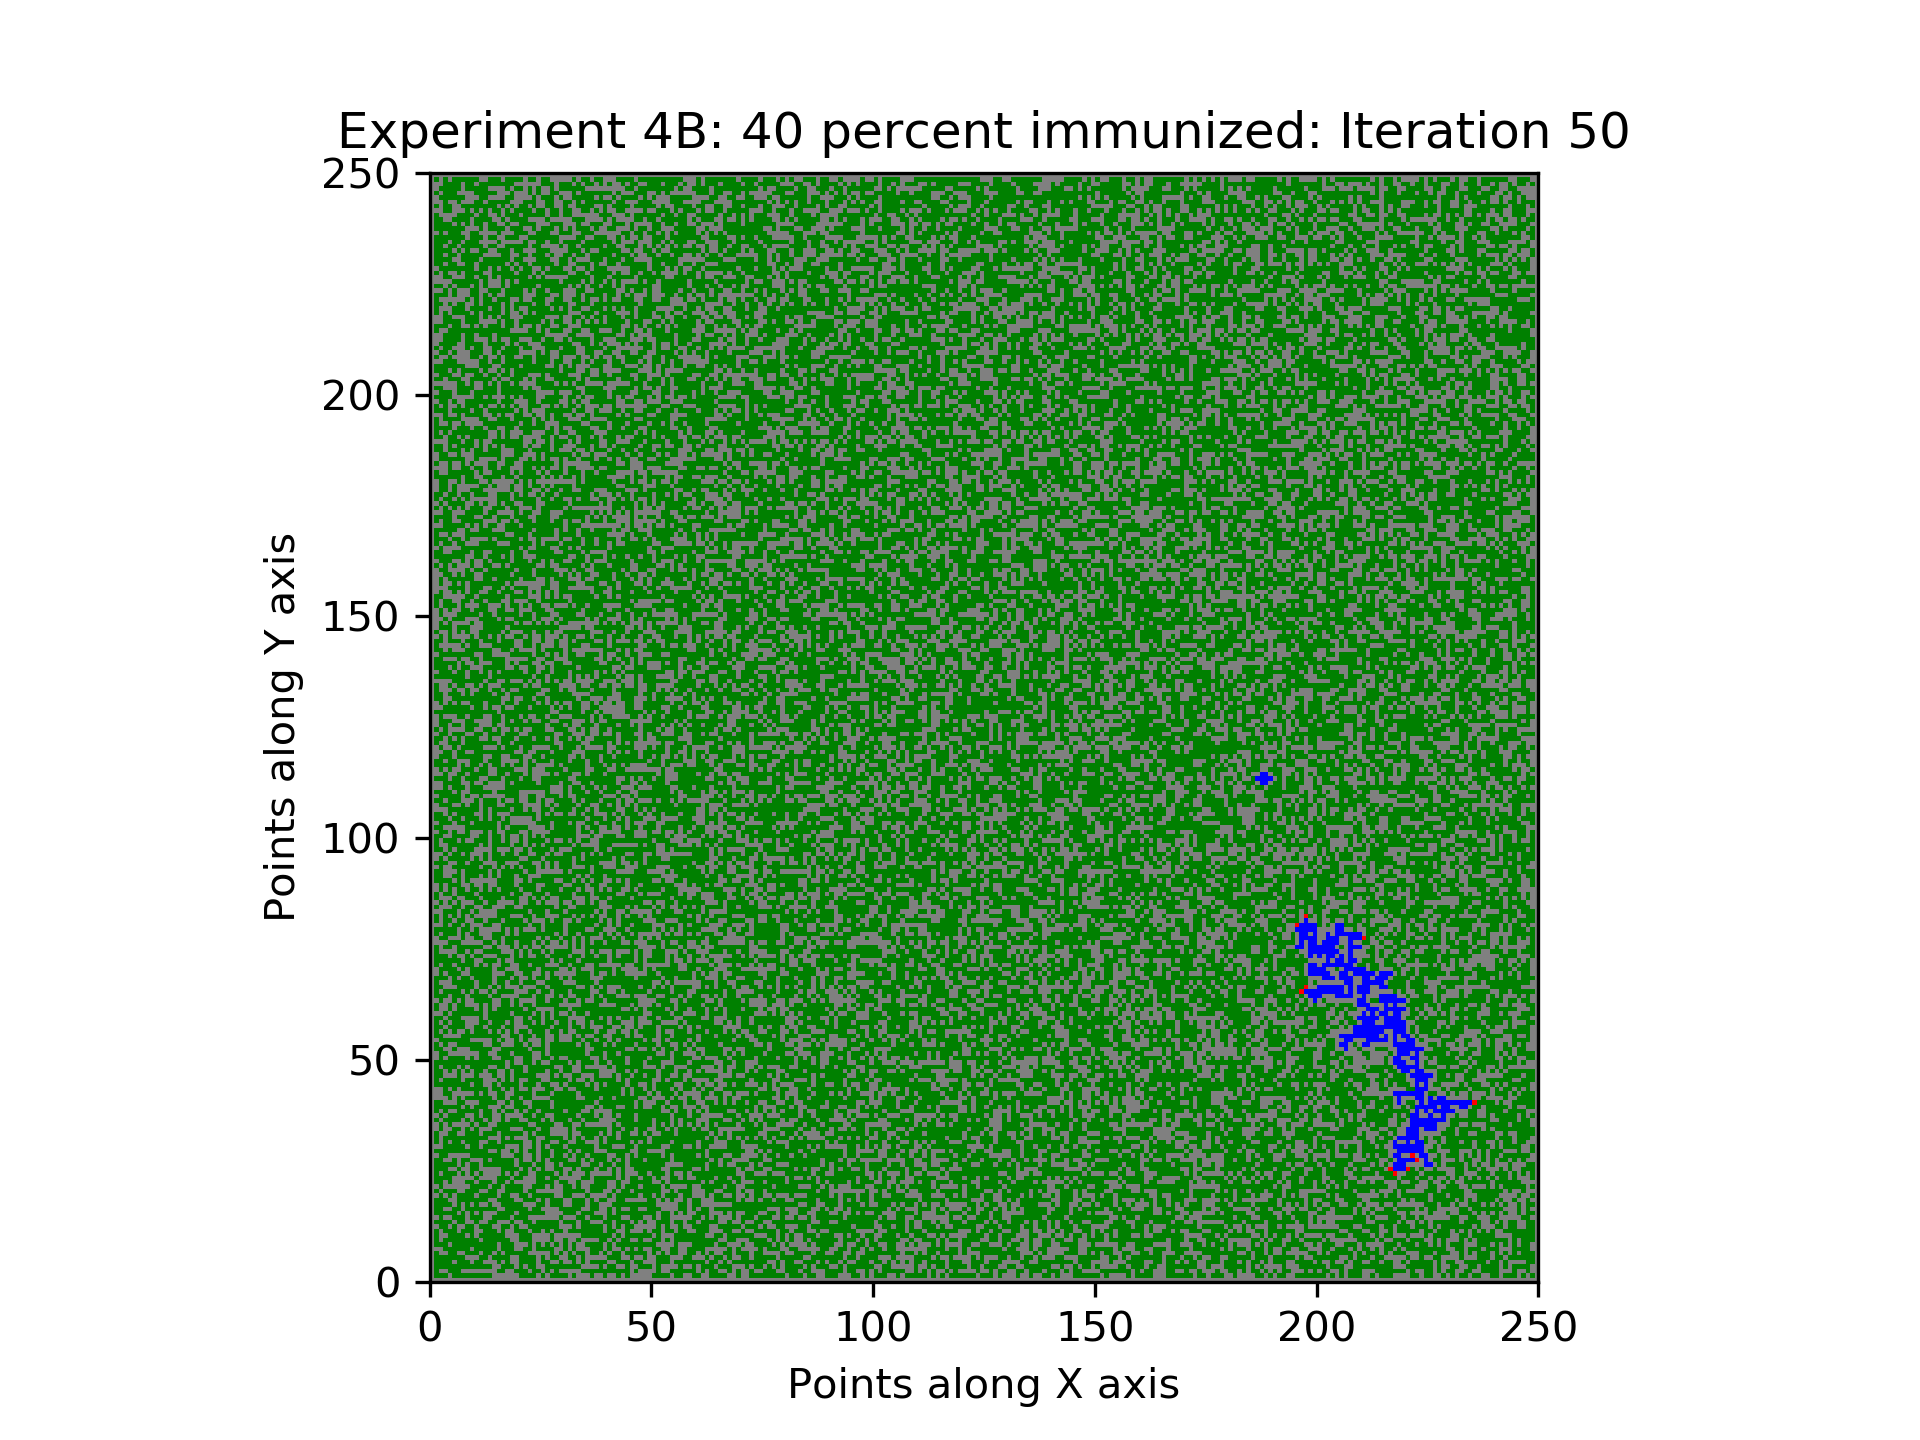 Experiment 4B: 40 percent immunized: Iteration 50
250
200
150
100
50
0
Points along Y axis
0 50 100 150 200 250
Points along X axis